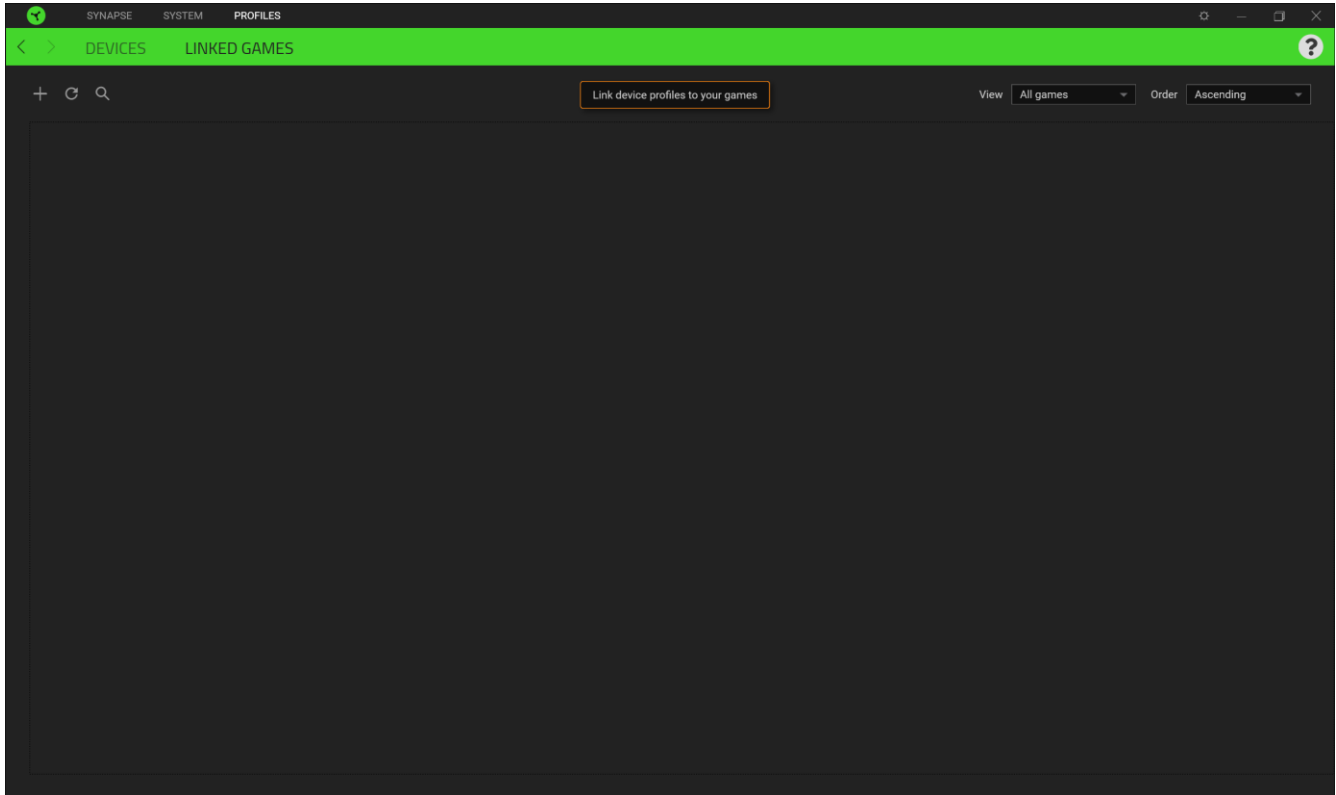 SYNAPSE SYSTEM PROFILES
DEVICES LINKED GAMES ?
Link device profiles to your games View All games Order Ascending